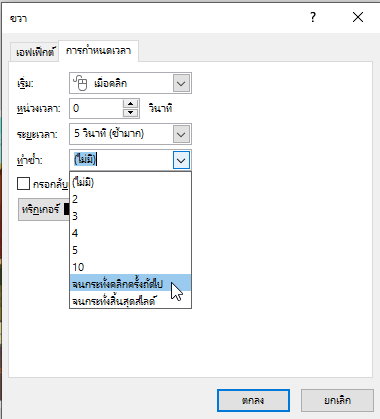 ขวา
เอฟเฟ็กต์ การกำหนดเวลา
เริ่ม: เมื่อคลิก
หน่วงเวลา: 0 วินาที
ระยะเวลา: 5 วินาที (ช้ามาก)
ทำซ้ำ: (ไม่มี)
กรอกลับ
(ไม่มี)
2
ทริกเกอร์
3
4
5
10
จนกระทั่งคลิกครั้งถัดไป
จนกระทั่งสิ้นสุดสไลด์
ตกลง ยกเลิก